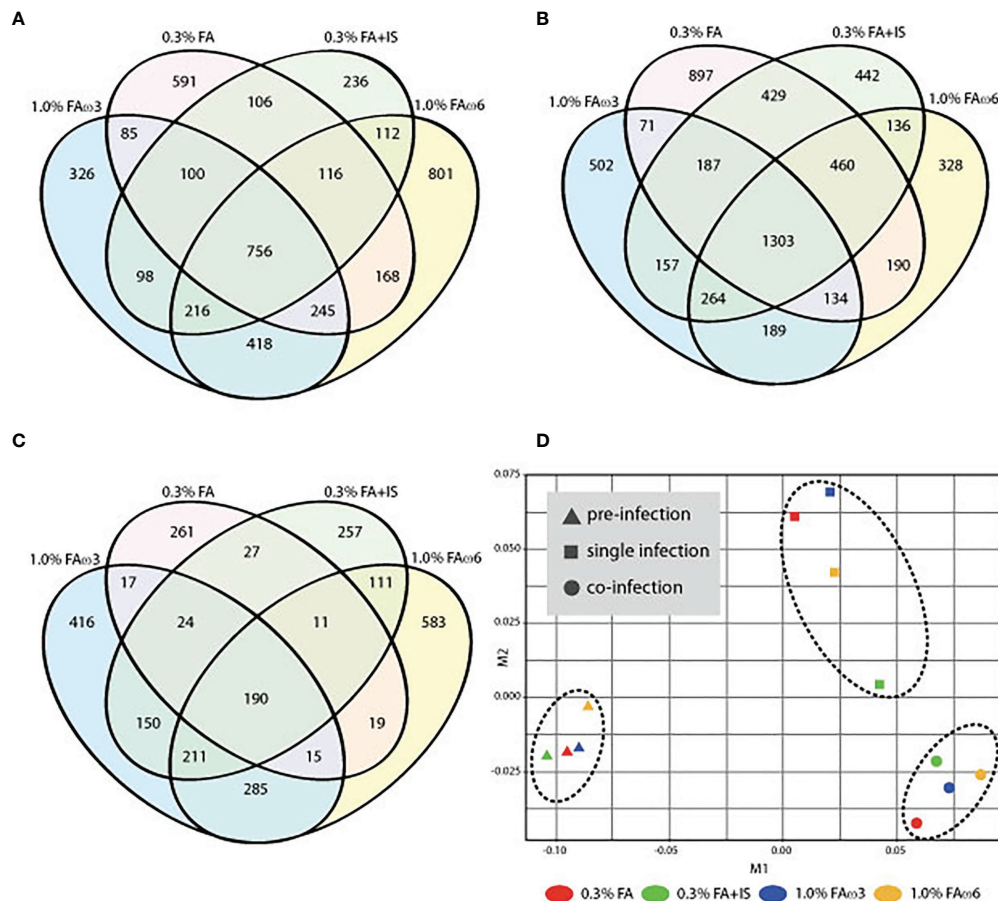 A
B
0.3% FA
0.3% FA+IS
0.3% FA
0.3% FA+IS
591
236
897
442
106
429
1.0% FAω3
1.0% FAω6
1.0% FAω3
1.0% FAω6
85
112
71
136
326
100
116
801
502
187
460
328
756
1303
98
168
157
190
216
245
264
134
418
189
C
D
0.3% FA
0.3% FA+IS
261
257
27
1.0% FAω3
1.0% FAω6
17
111
416
24
11
583
190
150
19
211
15
285
0.075
0.050
0.025
0.000
-0.025
M2
pre-infection
single infection
co-infection
-0.10
-0.05
0.00
0.05
M1
0.3% FA
0.3% FA+IS
1.0% FAω3
1.0% FAω6